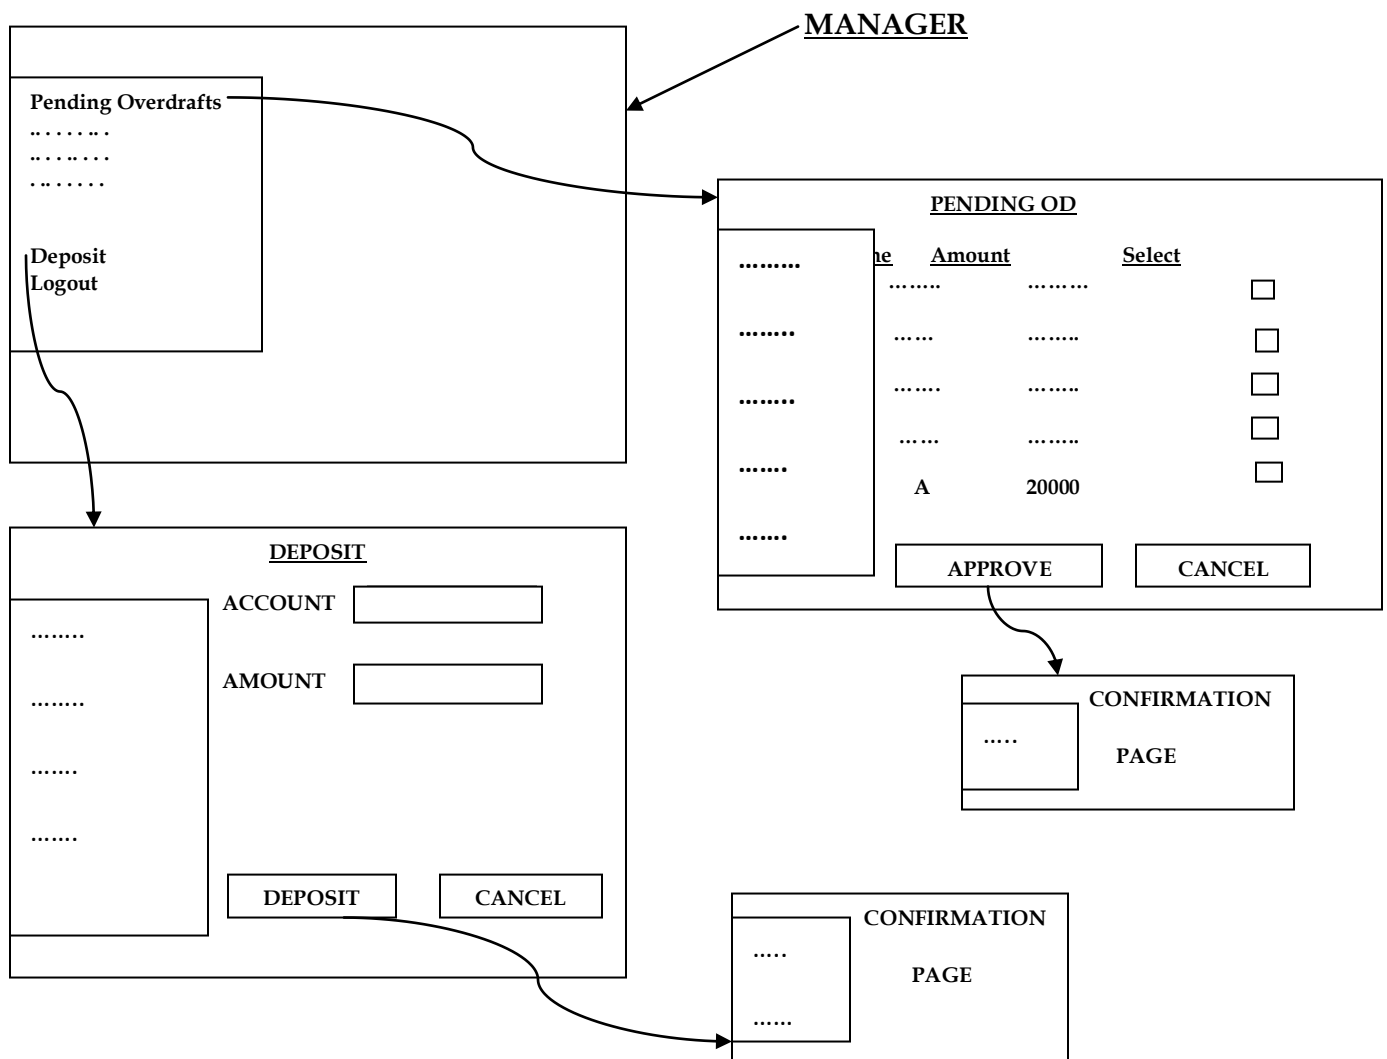 MANAGER
Pending Overdrafts
.. . . . . .. .
.. . . .. . . .
. .. . . . . .
Deposit
Logout
PENDING OD
ne Amount Select
……… …….. ………
…….. …… ……..
…….. ……. ……..
……. …… ……..
A 20000
…….
APPROVE CANCEL
CONFIRMATION
…..
PAGE
DEPOSIT
ACCOUNT
……..
AMOUNT
……..
…….
…….
DEPOSIT CANCEL
CONFIRMATION
…..
PAGE
……